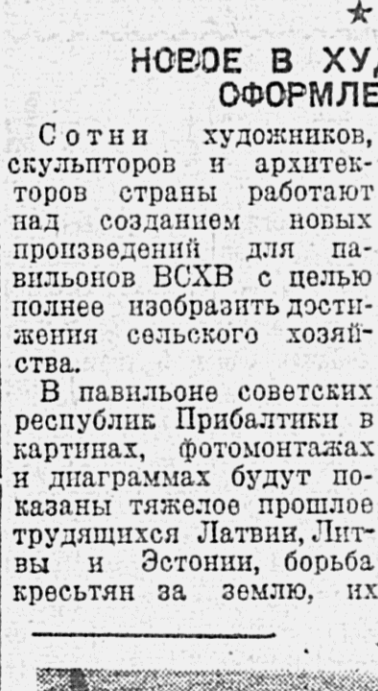 НОВОЕ В ХУД
ОФОРМЛЕ
Сотни художников,
скульпторов и архитек-
торов страны работают
над созданием новых
произведений для па-
вильонов ВСХВ с целью
полнее изобразить дости-
жения сельского хозяй-
ства.
В павильоне советских
республик Прибалтики в
картинах, фотомонтажах
и диаграммах будут по-
казаны тяжелое прошлое
трудящихся Латвии, Лит-
вы и Эстонии, борьба
кресьтян за землю, их